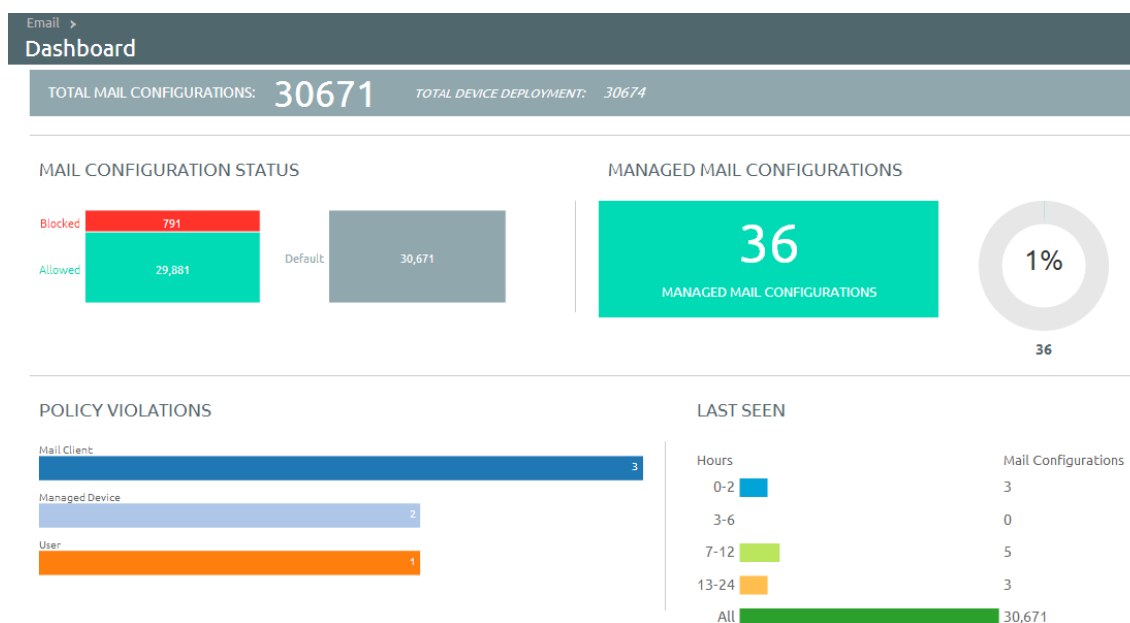 Email >
Dashboard
TOTAL MAIL CONFIGURATIONS: 30671 TOTAL DEVICE DEPLOYMENT: 30674
MAIL CONFIGURATION STATUS
Blocked 791
Allowed 29,881
Default 30,671
MANAGED MAIL CONFIGURATIONS
36
MANAGED MAIL CONFIGURATIONS
1%
36
POLICY VIOLATIONS
Mail Client
3
Managed Device
2
User
1
LAST SEEN
Hours Mail Configurations
0-2 3
3-6 0
7-12 5
13-24 3
All 30,671